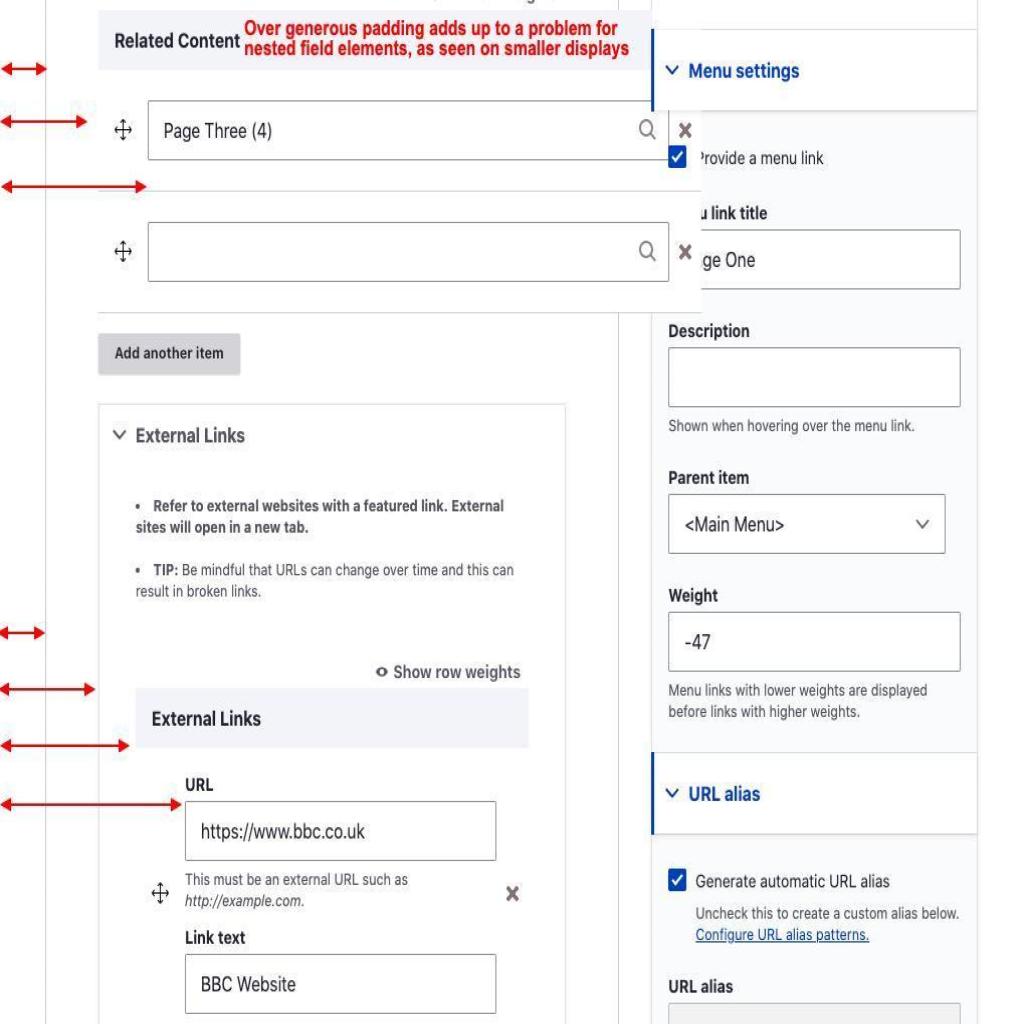 Related Content
Over generous padding adds up to a problem for
nested field elements, as seen on smaller displays
Page Three (4)
Add another item
External Links
• Refer to external websites with a featured link. External
sites will open in a new tab.
• TIP: Be mindful that URLs can change over time and this can
result in broken links.
Show row weights
External Links
URL
https://www.bbc.co.uk
This must be an external URL such as
http://example.com.
Link text
BBC Website
Menu settings
Provide a menu link
u link title
ge One
Description
Shown when hovering over the menu link.
Parent item
<Main Menu>
Weight
-47
Menu links with lower weights are displayed
before links with higher weights.
URL alias
Generate automatic URL alias
Uncheck this to create a custom alias below.
Configure URL alias patterns.
URL alias